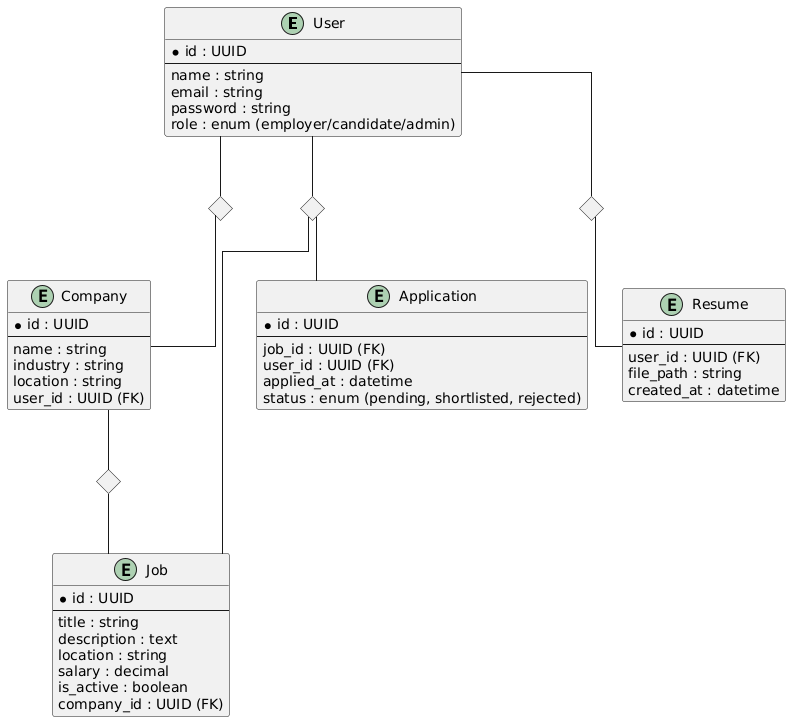 E User
* id : UUID
name : string
email : string
password : string
role : enum (employer/candidate/admin)
E Company
* id : UUID
name : string
industry : string
location : string
user_id : UUID (FK)
E Application
* id : UUID
job_id : UUID (FK)
user_id : UUID (FK)
applied_at : datetime
status : enum (pending, shortlisted, rejected)
E Resume
* id : UUID
user_id : UUID (FK)
file_path : string
created_at : datetime
E Job
* id : UUID
title : string
description : text
location : string
salary : decimal
is_active : boolean
company_id : UUID (FK)